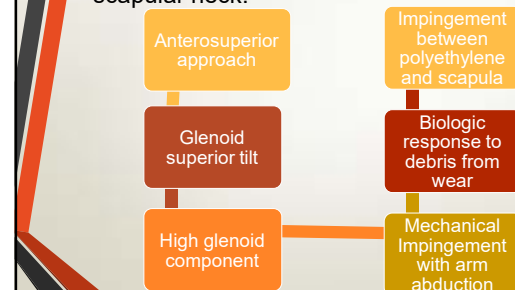 scapular neck.
Anterosuperior
approach
Glenoid
superior tilt
High glenoid
component
Impingement
between
polyethylene
and scapula
Biologic
response to
debris from
wear
Mechanical
Impingement
with arm
abduction